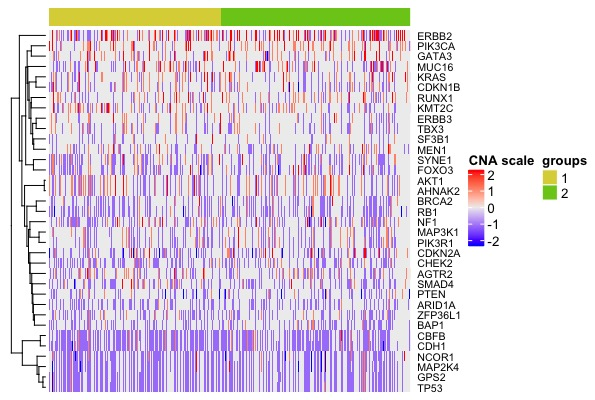 ERBB2
PIK3CA
GATA3
MUC16
KRAS
CDKN1B
RUNX1
KMT2C
ERBB3
TBX3
SF3B1
MEN1
SYNE1
FOXO3
AKT1
AHNAK2
BRCA2
RB1
NF1
MAP3K1
PIK3R1
CDKN2A
CHEK2
AGTR2
SMAD4
PTEN
ARID1A
ZFP36L1
BAP1
CBFB
CDH1
NCOR1
MAP2K4
GPS2
TP53
CNA scale
2
1
0
-1
-2
groups
1
2